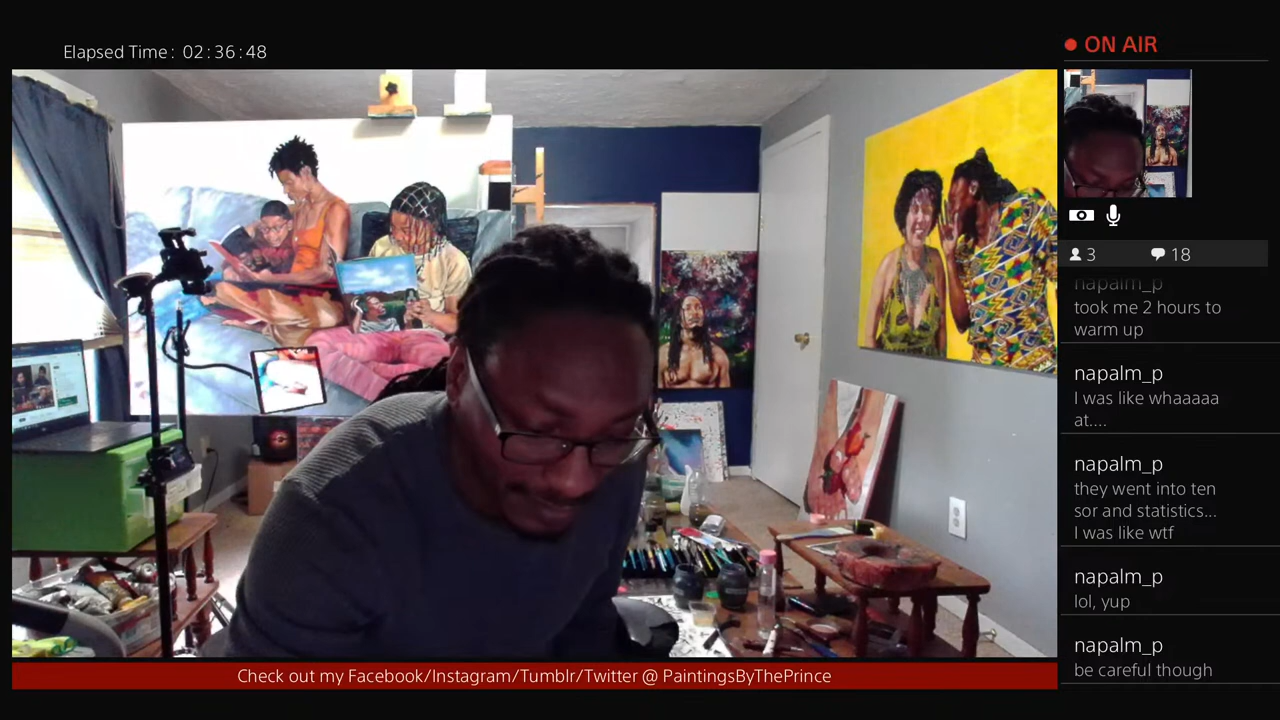 Elapsed Time: 02:36:48
ON AIR
3
18
napalm_p
took me 2 hours to
warm up
napalm_p
I was like whaaaaa
at....
napalm_p
they went into ten
sor and statistics...
I was like wtf
napalm_p
lol, yup
napalm_p
be careful though
Check out my Facebook/Instagram/Tumblr/Twitter @ PaintingsByThePrince